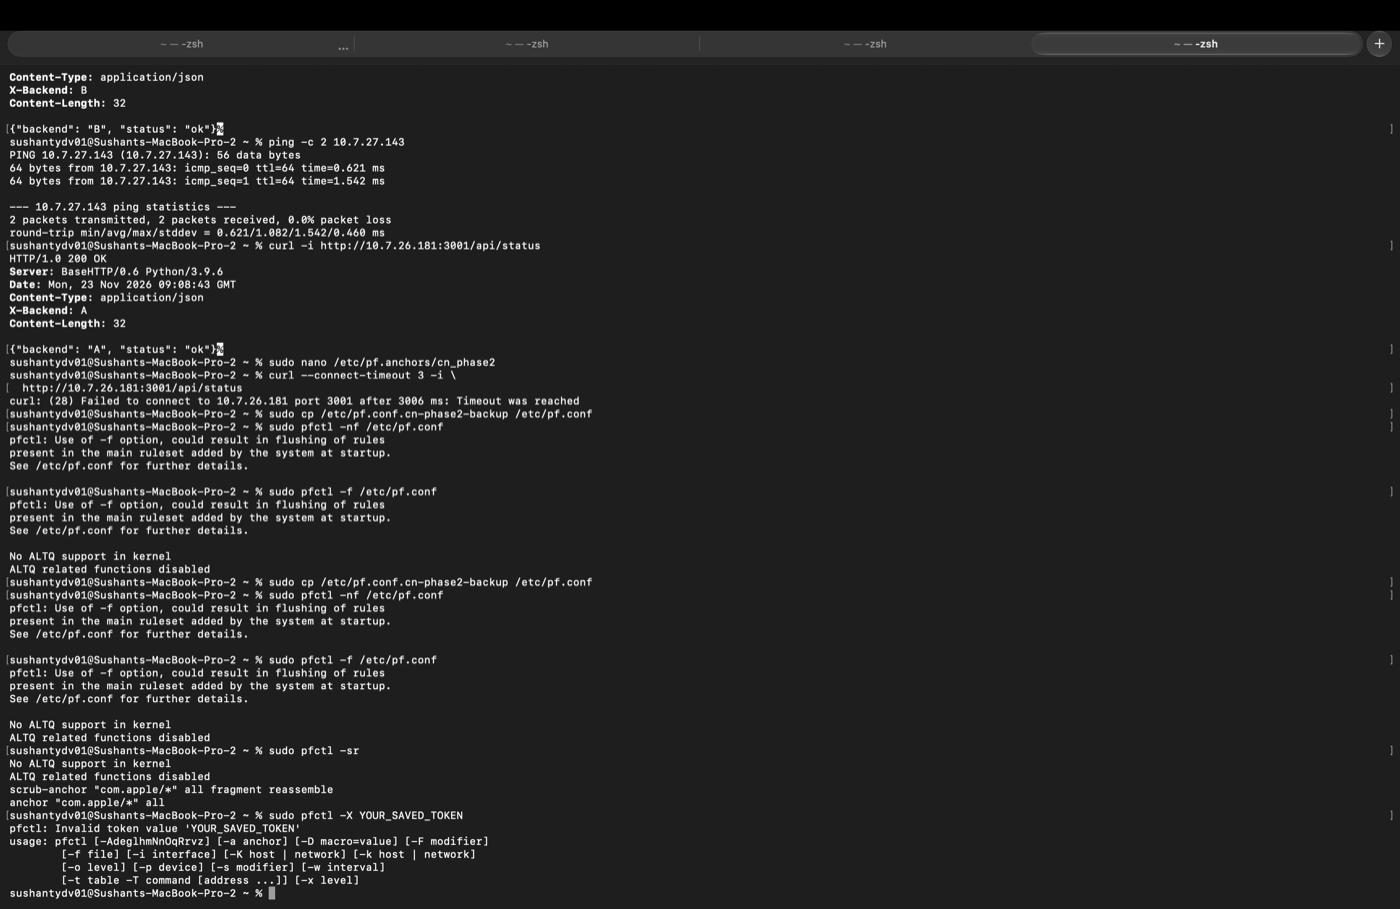 ~ — -zsh
...
~ — -zsh
~ — -zsh
~ — -zsh
+
Content-Type: application/json
X-Backend: B
Content-Length: 32
[{"backend": "B", "status": "ok"}% ]
sushantydv01@Sushants-MacBook-Pro-2 ~ % ping -c 2 10.7.27.143
PING 10.7.27.143 (10.7.27.143): 56 data bytes
64 bytes from 10.7.27.143: icmp_seq=0 ttl=64 time=0.621 ms
64 bytes from 10.7.27.143: icmp_seq=1 ttl=64 time=1.542 ms
--- 10.7.27.143 ping statistics ---
2 packets transmitted, 2 packets received, 0.0% packet loss
round-trip min/avg/max/stddev = 0.621/1.082/1.542/0.460 ms
[sushantydv01@Sushants-MacBook-Pro-2 ~ % curl -i http://10.7.26.181:3001/api/status ]
HTTP/1.0 200 OK
Server: BaseHTTP/0.6 Python/3.9.6
Date: Mon, 23 Nov 2026 09:08:43 GMT
Content-Type: application/json
X-Backend: A
Content-Length: 32
[{"backend": "A", "status": "ok"}% ]
sushantydv01@Sushants-MacBook-Pro-2 ~ % sudo nano /etc/pf.anchors/cn_phase2
sushantydv01@Sushants-MacBook-Pro-2 ~ % curl --connect-timeout 3 -i \
[ http://10.7.26.181:3001/api/status ]
curl: (28) Failed to connect to 10.7.26.181 port 3001 after 3006 ms: Timeout was reached
[sushantydv01@Sushants-MacBook-Pro-2 ~ % sudo cp /etc/pf.conf.cn-phase2-backup /etc/pf.conf ]
[sushantydv01@Sushants-MacBook-Pro-2 ~ % sudo pfctl -nf /etc/pf.conf ]
pfctl: Use of -f option, could result in flushing of rules
present in the main ruleset added by the system at startup.
See /etc/pf.conf for further details.
[sushantydv01@Sushants-MacBook-Pro-2 ~ % sudo pfctl -f /etc/pf.conf ]
pfctl: Use of -f option, could result in flushing of rules
present in the main ruleset added by the system at startup.
See /etc/pf.conf for further details.
No ALTQ support in kernel
ALTQ related functions disabled
[sushantydv01@Sushants-MacBook-Pro-2 ~ % sudo cp /etc/pf.conf.cn-phase2-backup /etc/pf.conf ]
[sushantydv01@Sushants-MacBook-Pro-2 ~ % sudo pfctl -nf /etc/pf.conf ]
pfctl: Use of -f option, could result in flushing of rules
present in the main ruleset added by the system at startup.
See /etc/pf.conf for further details.
[sushantydv01@Sushants-MacBook-Pro-2 ~ % sudo pfctl -f /etc/pf.conf ]
pfctl: Use of -f option, could result in flushing of rules
present in the main ruleset added by the system at startup.
See /etc/pf.conf for further details.
No ALTQ support in kernel
ALTQ related functions disabled
[sushantydv01@Sushants-MacBook-Pro-2 ~ % sudo pfctl -sr ]
No ALTQ support in kernel
ALTQ related functions disabled
scrub-anchor "com.apple/*" all fragment reassemble
anchor "com.apple/*" all
[sushantydv01@Sushants-MacBook-Pro-2 ~ % sudo pfctl -X YOUR_SAVED_TOKEN ]
pfctl: Invalid token value 'YOUR_SAVED_TOKEN'
usage: pfctl [-AdeglhmNnOqRrvz] [-a anchor] [-D macro=value] [-F modifier]
[-f file] [-i interface] [-K host | network] [-k host | network]
[-o level] [-p device] [-s modifier] [-w interval]
[-t table -T command [address ...]] [-x level]
sushantydv01@Sushants-MacBook-Pro-2 ~ %